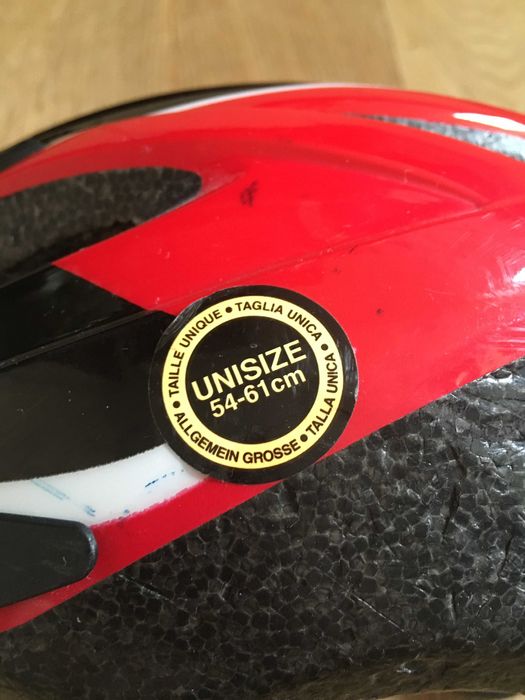 TAILLE UNIQUE • TAGLIA UNICA • TALLA UNICA • ALLGEMEIN GROSSE •
UNISIZE
54-61cm